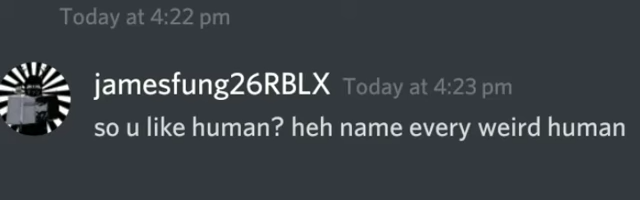 Today at 4:22 pm
jamesfung26RBLX Today at 4:23 pm
so u like human? heh name every weird human